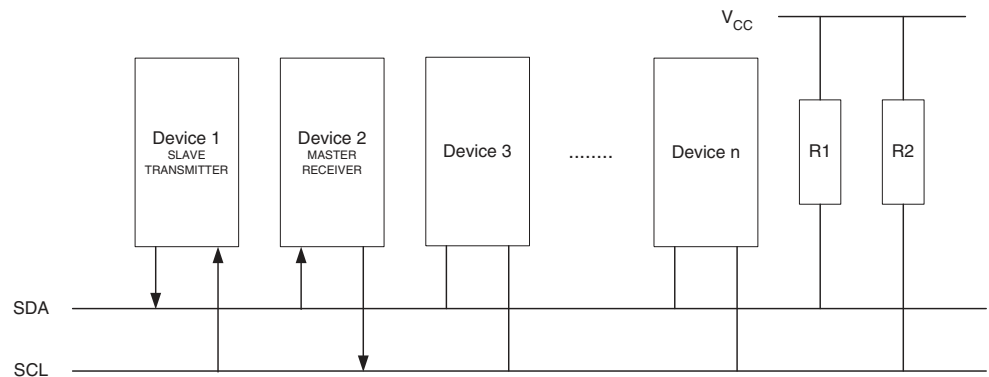 VCC
Device 1
SLAVE
TRANSMITTER
Device 2
MASTER
RECEIVER
Device 3
........
Device n
R1
R2
SDA
SCL